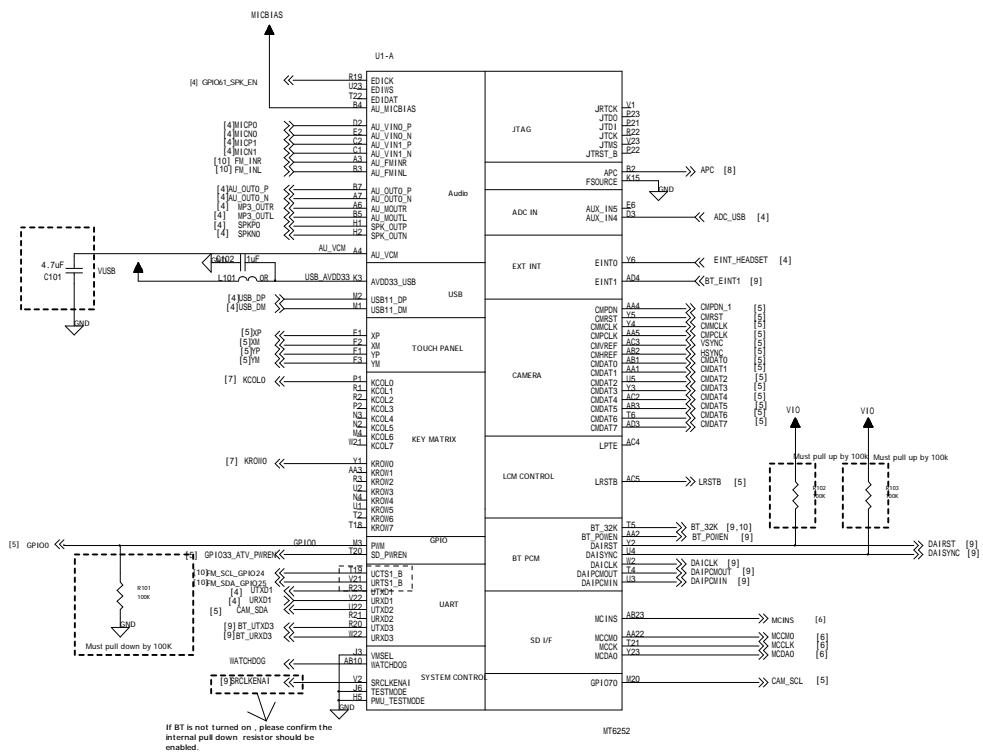 MICBIAS
U1-A
[4] GPIO61_SPK_EN R19 EDICK
U23 EDIWS
T22 EDIDAT
B4 AU_MICBIAS
[4]MICP0 D2 AU_VIN0_P
[4]MICN0 E2 AU_VIN0_N
[4]MICP1 C2 AU_VIN1_P
[4]MICN1 C1 AU_VIN1_N
[10] FM_INR A3 AU_FMINR
[10] FM_INL B3 AU_FMINL
Audio
[4]AU_OUT0_P B7 AU_OUT0_P
[4]AU_OUT0_N A7 AU_OUT0_N
[4] MP3_OUTR A6 AU_MOUTR
[4] MP3_OUTL B5 AU_MOUTL
[4] SPKP0 H1 SPK_OUTP
[4] SPKN0 H2 SPK_OUTN
AU_VCM A4 AU_VCM
4.7uF
C101
GND
VUSB
GND
C102 1uF
L101 0R
USB_AVDD33 K3 AVDD33_USB
USB
[4]USB_DP M2 USB11_DP
[4]USB_DM M1 USB11_DM
TOUCH PANEL
[5]XP E1 XP
[5]XM F2 XM
[5]YP F1 YP
[5]YM F3 YM
[7] KCOL0 P1 KCOL0
R1 KCOL1
R2 KCOL2
P2 KCOL3
N3 KCOL4
N2 KCOL5
M4 KCOL6
W21 KCOL7
KEY MATRIX
[7] KROW0 Y1 KROW0
AA3 KROW1
R3 KROW2
U2 KROW3
N4 KROW4
U1 KROW5
T2 KROW6
T18 KROW7
GPIO
[5] GPIO0 GPIO0 M3 PWM
[5] GPIO33_ATV_PWREN T20 SD_PWREN
R101
100K
GND
Must pull down by 100K
[10]FM_SCL_GPIO24 T19 UCTS1_B
[10]FM_SDA_GPIO25 V21 URTS1_B
[4] UTXD1 R23 UTXD1
[4] URXD1 V22 URXD1
[5] CAM_SDA U22 UTXD2
R21 URXD2
[9]BT_UTXD3 R20 UTXD3
[9]BT_URXD3 W22 URXD3
UART
J3 VMSEL
WATCHDOG AB10 WATCHDOG
SYSTEM CONTROL
[9]SRCLKENAI V2 SRCLKENAI
J6 TESTMODE
H5 PMU_TESTMODE
GND
If BT is not turned on , please confirm the
internal pull down resistor should be
enabled.
JTAG
JRTCK V1
JTDO P23
JTDI P21
JTCK R22
JTMS V23
JTRST_B P22
APC B2 APC [8]
FSOURCE K15
GND
ADC IN
AUX_IN5 E6
AUX_IN4 D3 ADC_USB [4]
EXT INT
EINT0 Y6 EINT_HEADSET [4]
EINT1 AD4 BT_EINT1 [9]
CAMERA
CMPDN AA4 CMPDN_1 [5]
CMRST Y5 CMRST [5]
CMMCLK Y4 CMMCLK [5]
CMPCLK AA5 CMPCLK [5]
CMVREF AC3 VSYNC [5]
CMHREF AB2 HSYNC [5]
CMDAT0 AB1 CMDAT0 [5]
CMDAT1 AA1 CMDAT1 [5]
CMDAT2 U5 CMDAT2 [5]
CMDAT3 Y3 CMDAT3 [5]
CMDAT4 AC2 CMDAT4 [5]
CMDAT5 AB3 CMDAT5 [5]
CMDAT6 T6 CMDAT6 [5]
CMDAT7 AD3 CMDAT7 [5]
LPTE AC4
LCM CONTROL
LRSTB AC5 LRSTB [5]
VIO
VIO
Must pull up by 100k
Must pull up by 100k
R102
100K
R103
100K
BT PCM
BT_32K T5 BT_32K [9,10]
BT_POWEN AA2 BT_POWEN [9]
DAIRST Y2 DAIRST [9]
DAISYNC U4 DAISYNC [9]
DAICLK W2 DAICLK [9]
DAIPCMOUT T4 DAIPCMOUT [9]
DAIPCMIN U3 DAIPCMIN [9]
SD I/F
MCINS AB23 MCINS [6]
MCCM0 AA22 MCCM0 [6]
MCCK T21 MCCLK [6]
MCDA0 Y23 MCDA0 [6]
GPIO70 M20 CAM_SCL [5]
MT6252